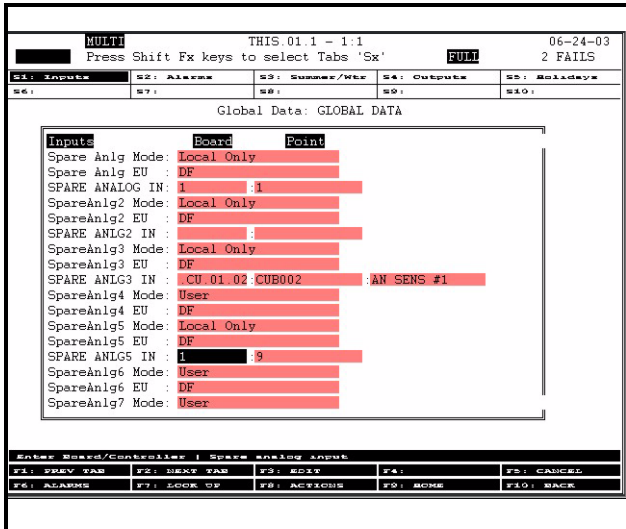 MULTI THIS.01.1 - 1:1 06-24-03
Press Shift Fx keys to select Tabs 'Sx' FULL 2 FAILS
S1: Inputs S2: Alarms S3: Summer/Wtr S4: Outputs S5: Holidays
S6: S7: S8: S9: S10:
Global Data: GLOBAL DATA
Inputs Board Point
Spare Anlg Mode: Local Only
Spare Anlg EU : DF
SPARE ANALOG IN: 1 :1
SpareAnlg2 Mode: Local Only
SpareAnlg2 EU : DF
SPARE ANLG2 IN : :
SpareAnlg3 Mode: Local Only
SpareAnlg3 EU : DF
SPARE ANLG3 IN : .CU.01.02:CUB002 :AN SENS #1
SpareAnlg4 Mode: User
SpareAnlg4 EU : DF
SpareAnlg5 Mode: Local Only
SpareAnlg5 EU : DF
SPARE ANLG5 IN : 1 :9
SpareAnlg6 Mode: User
SpareAnlg6 EU : DF
SpareAnlg7 Mode: User
Enter Board/Controller | Spare analog input
F1: PREV TAB F2: NEXT TAB F3: EDIT F4: F5: CANCEL
F6: ALARMS F7: LOOK UP F8: ACTIONS F9: HOME F10: BACK